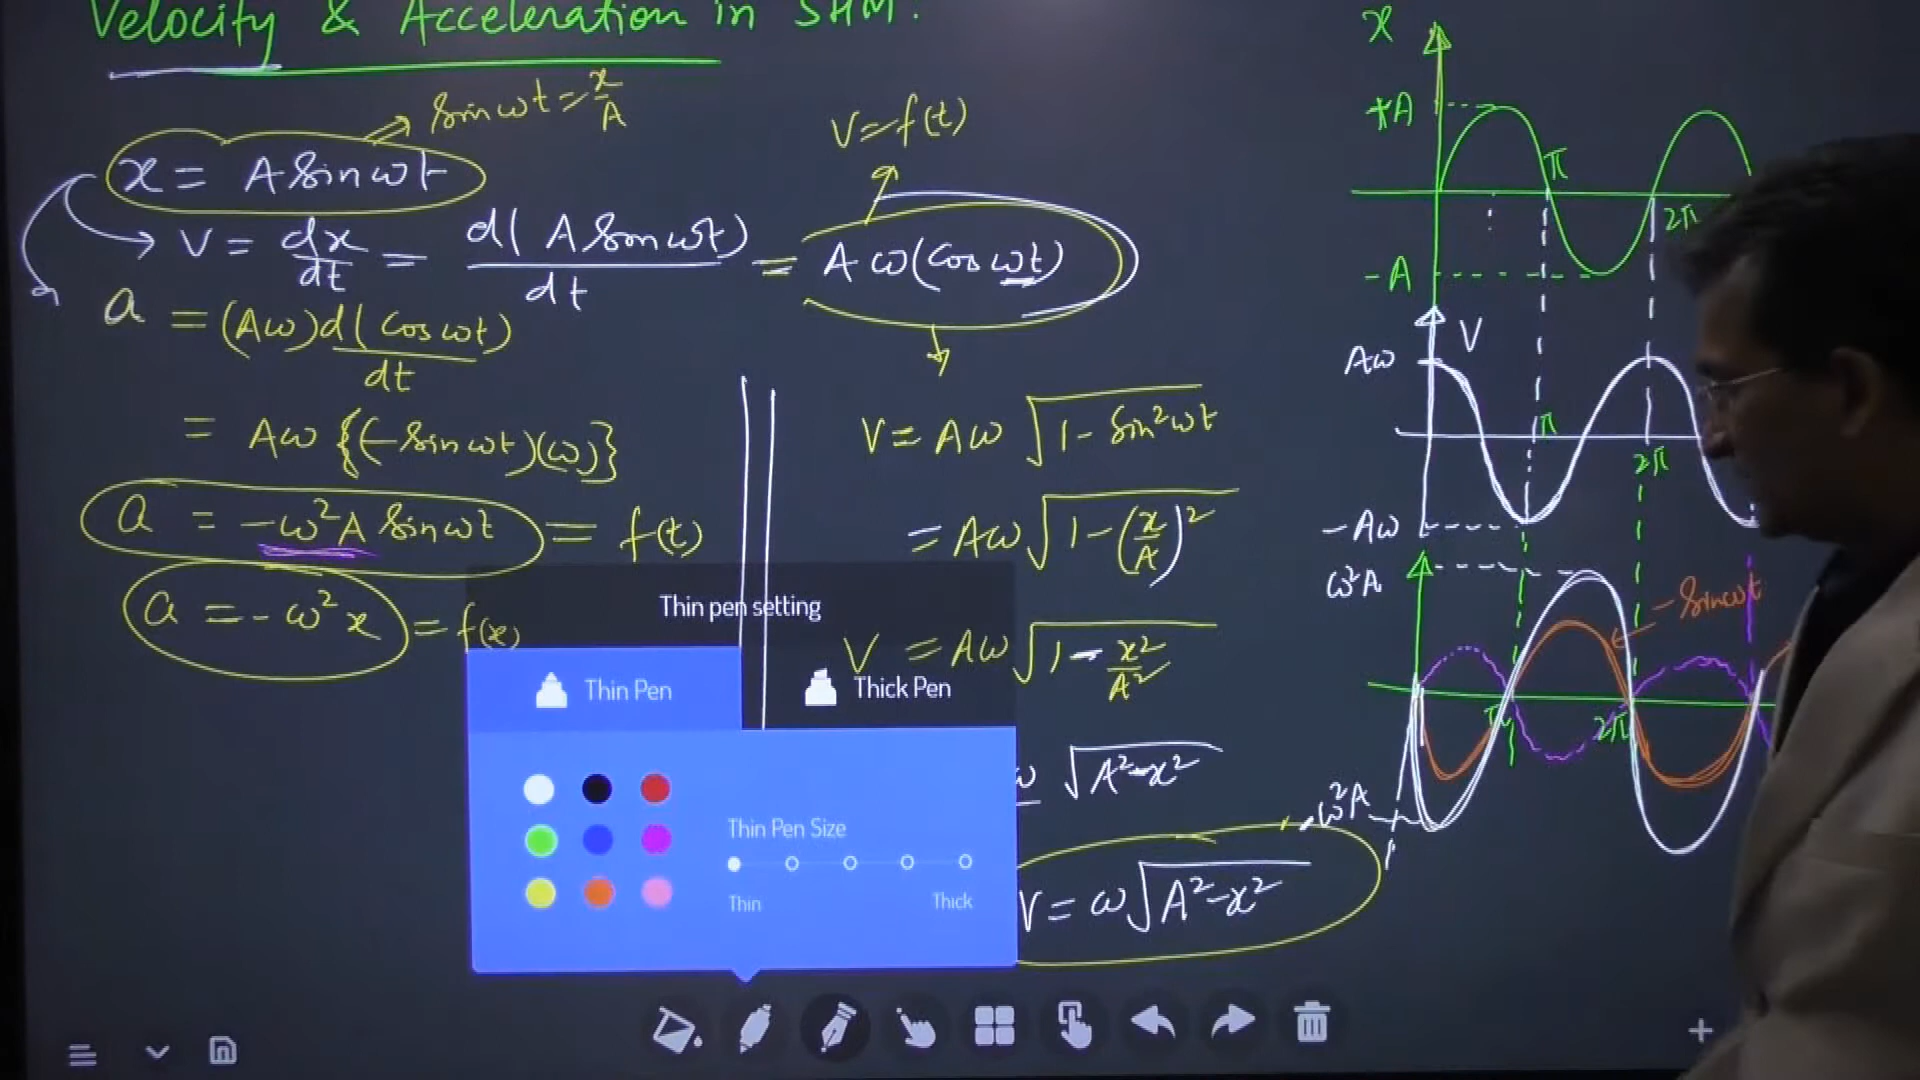 Velocity & Acceleration in SHM.
sin ωt = x/A
x = A sin ωt
V = f(t)
V = dx/dt = d(A sin ωt)/dt = Aω(cos ωt)
a = (Aω) d(cos ωt)/dt
= Aω {(-sin ωt)(ω)}
a = -ω²A sin ωt = f(t)
a = -ω²x = f(x)
V = Aω √(1 - sin²ωt)
= Aω √(1 - (x/A)²)
V = Aω √(1 - x²/A²)
ω √(A² - x²)
V = ω √(A² - x²)
x
+A
π
2π
-A
V
Aω
π
2π
-Aω
ω²A
-sin ωt
π
2π
-ω²A
Thin pen setting
Thin Pen
Thick Pen
Thin Pen Size
Thin
Thick